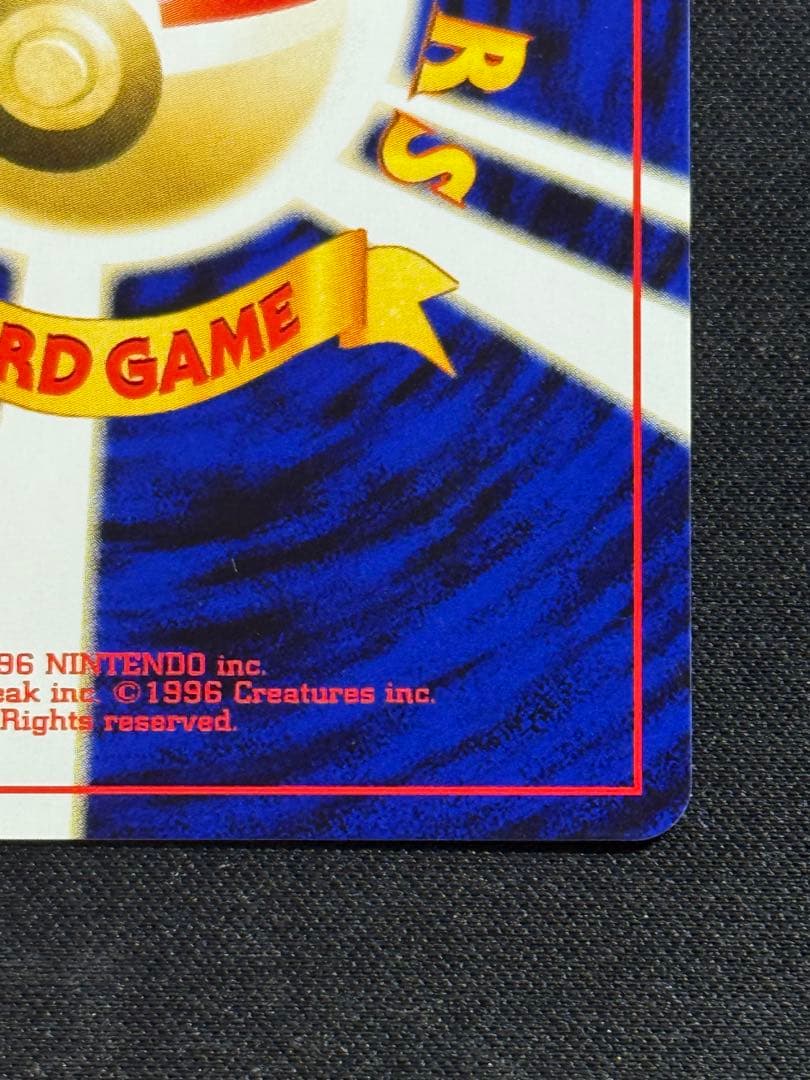 RS
RD GAME
96 NINTENDO inc.
eak inc. ©1996 Creatures inc.
Rights reserved.